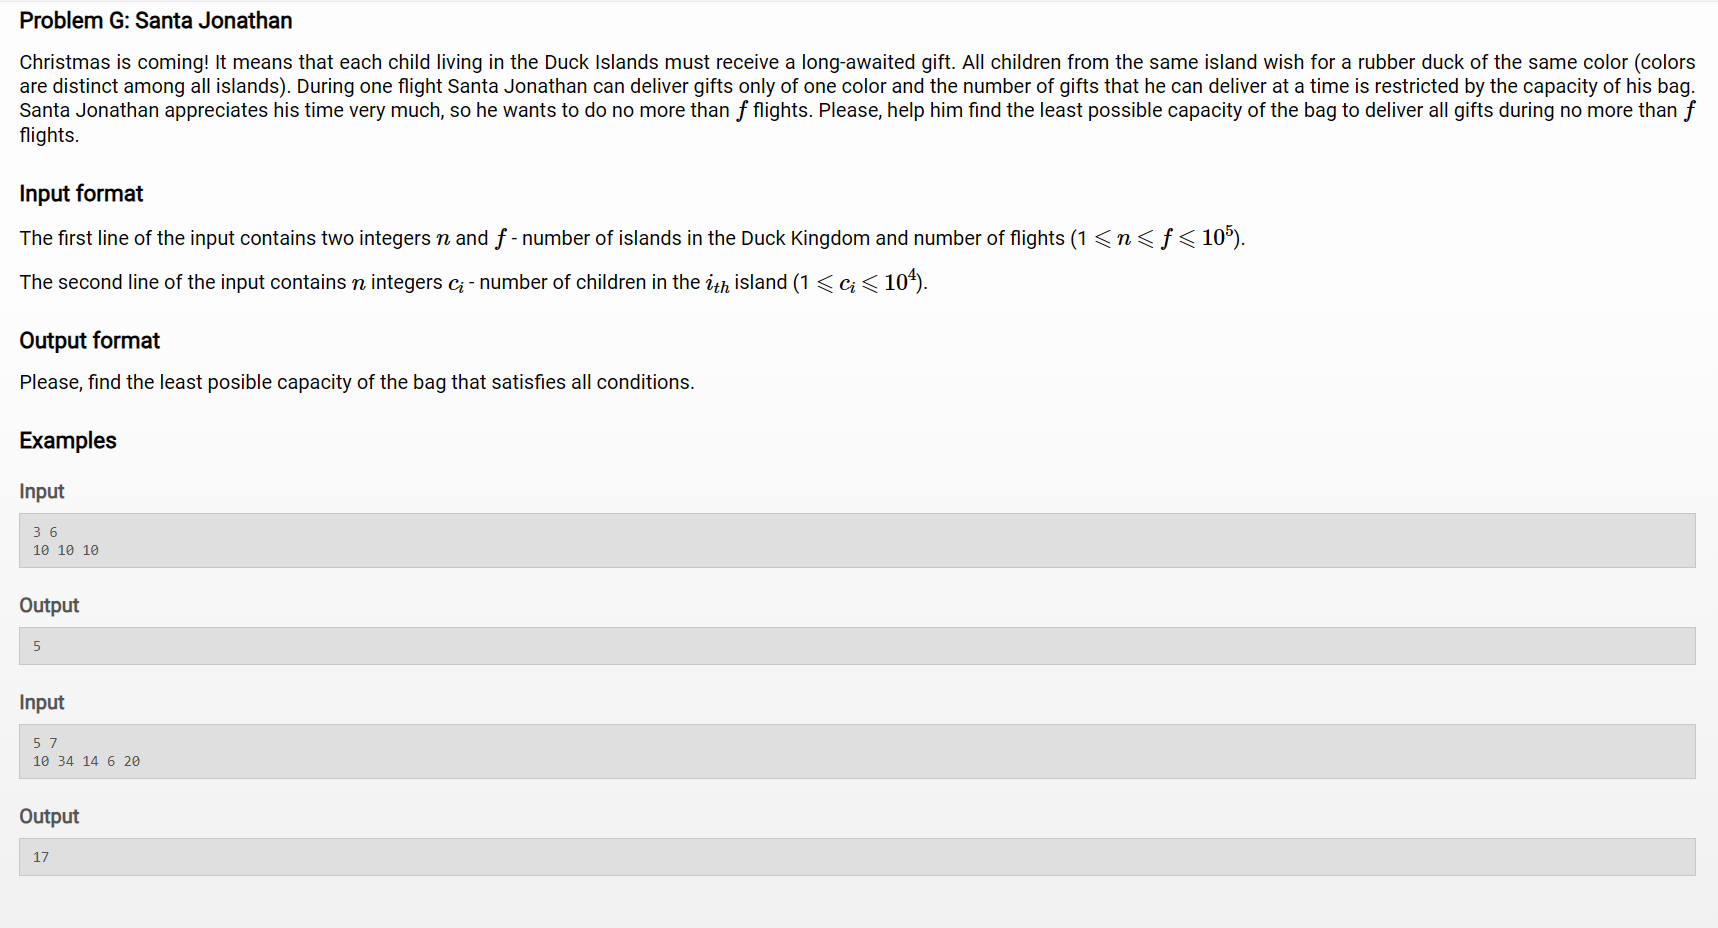 Problem G: Santa Jonathan
Christmas is coming! It means that each child living in the Duck Islands must receive a long-awaited gift. All children from the same island wish for a rubber duck of the same color (colors
are distinct among all islands). During one flight Santa Jonathan can deliver gifts only of one color and the number of gifts that he can deliver at a time is restricted by the capacity of his bag.
Santa Jonathan appreciates his time very much, so he wants to do no more than f flights. Please, help him find the least possible capacity of the bag to deliver all gifts during no more than f
flights.
Input format
The first line of the input contains two integers n and f - number of islands in the Duck Kingdom and number of flights (1 ⩽ n ⩽ f ⩽ 10⁵).
The second line of the input contains n integers cᵢ - number of children in the i_{th} island (1 ⩽ cᵢ ⩽ 10⁴).
Output format
Please, find the least posible capacity of the bag that satisfies all conditions.
Examples
Input
3 6
10 10 10
Output
5
Input
5 7
10 34 14 6 20
Output
17